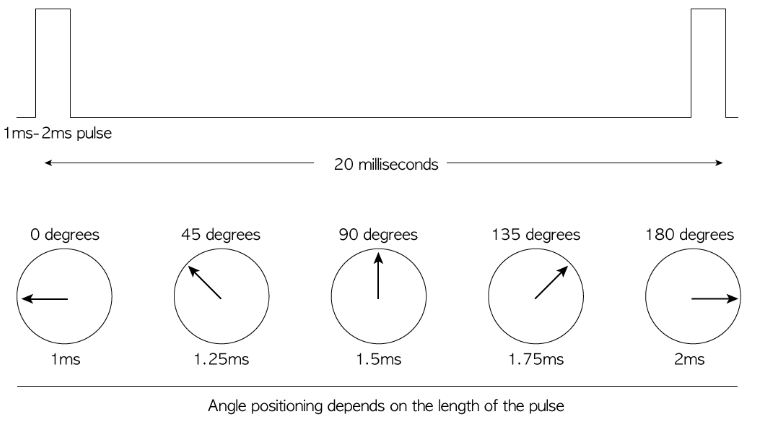 1ms-2ms pulse
20 milliseconds
0 degrees 45 degrees 90 degrees 135 degrees 180 degrees
1ms 1.25ms 1.5ms 1.75ms 2ms
Angle positioning depends on the length of the pulse